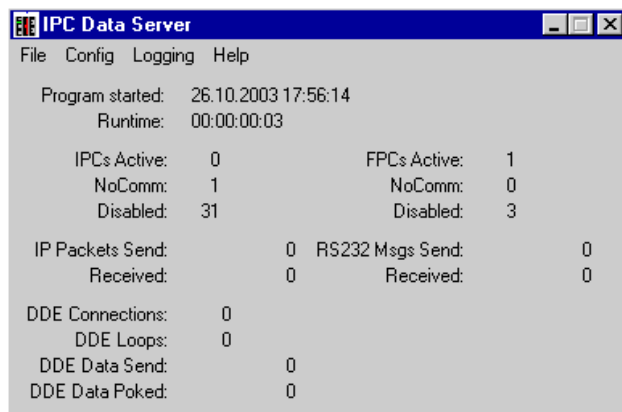 IPC Data Server
File Config Logging Help
Program started: 26.10.2003 17:56:14
Runtime: 00:00:00:03
IPCs Active: 0 FPCs Active: 1
NoComm: 1 NoComm: 0
Disabled: 31 Disabled: 3
IP Packets Send: 0 RS232 Msgs Send: 0
Received: 0 Received: 0
DDE Connections: 0
DDE Loops: 0
DDE Data Send: 0
DDE Data Poked: 0